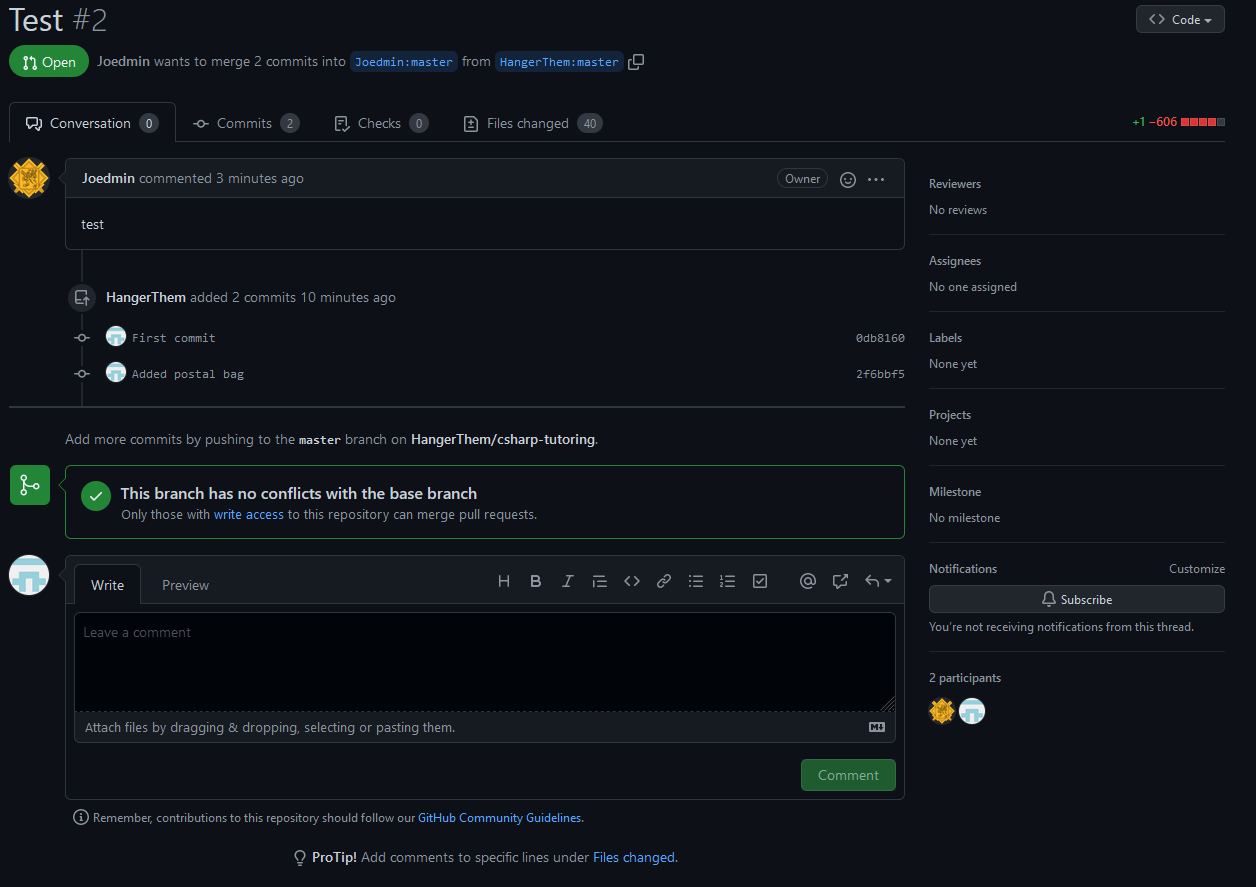 Test #2
Code
Open Joedmin wants to merge 2 commits into Joedmin:master from HangerThem:master
Conversation 0 Commits 2 Checks 0 Files changed 40 +1 −606
Joedmin commented 3 minutes ago Owner
test
HangerThem added 2 commits 10 minutes ago
First commit 0db8160
Added postal bag 2f6bbf5
Add more commits by pushing to the master branch on HangerThem/csharp-tutoring.
This branch has no conflicts with the base branch
Only those with write access to this repository can merge pull requests.
Write Preview
Leave a comment
Attach files by dragging & dropping, selecting or pasting them.
Comment
Remember, contributions to this repository should follow our GitHub Community Guidelines.
ProTip! Add comments to specific lines under Files changed.
Reviewers
No reviews
Assignees
No one assigned
Labels
None yet
Projects
None yet
Milestone
No milestone
Notifications Customize
Subscribe
You're not receiving notifications from this thread.
2 participants